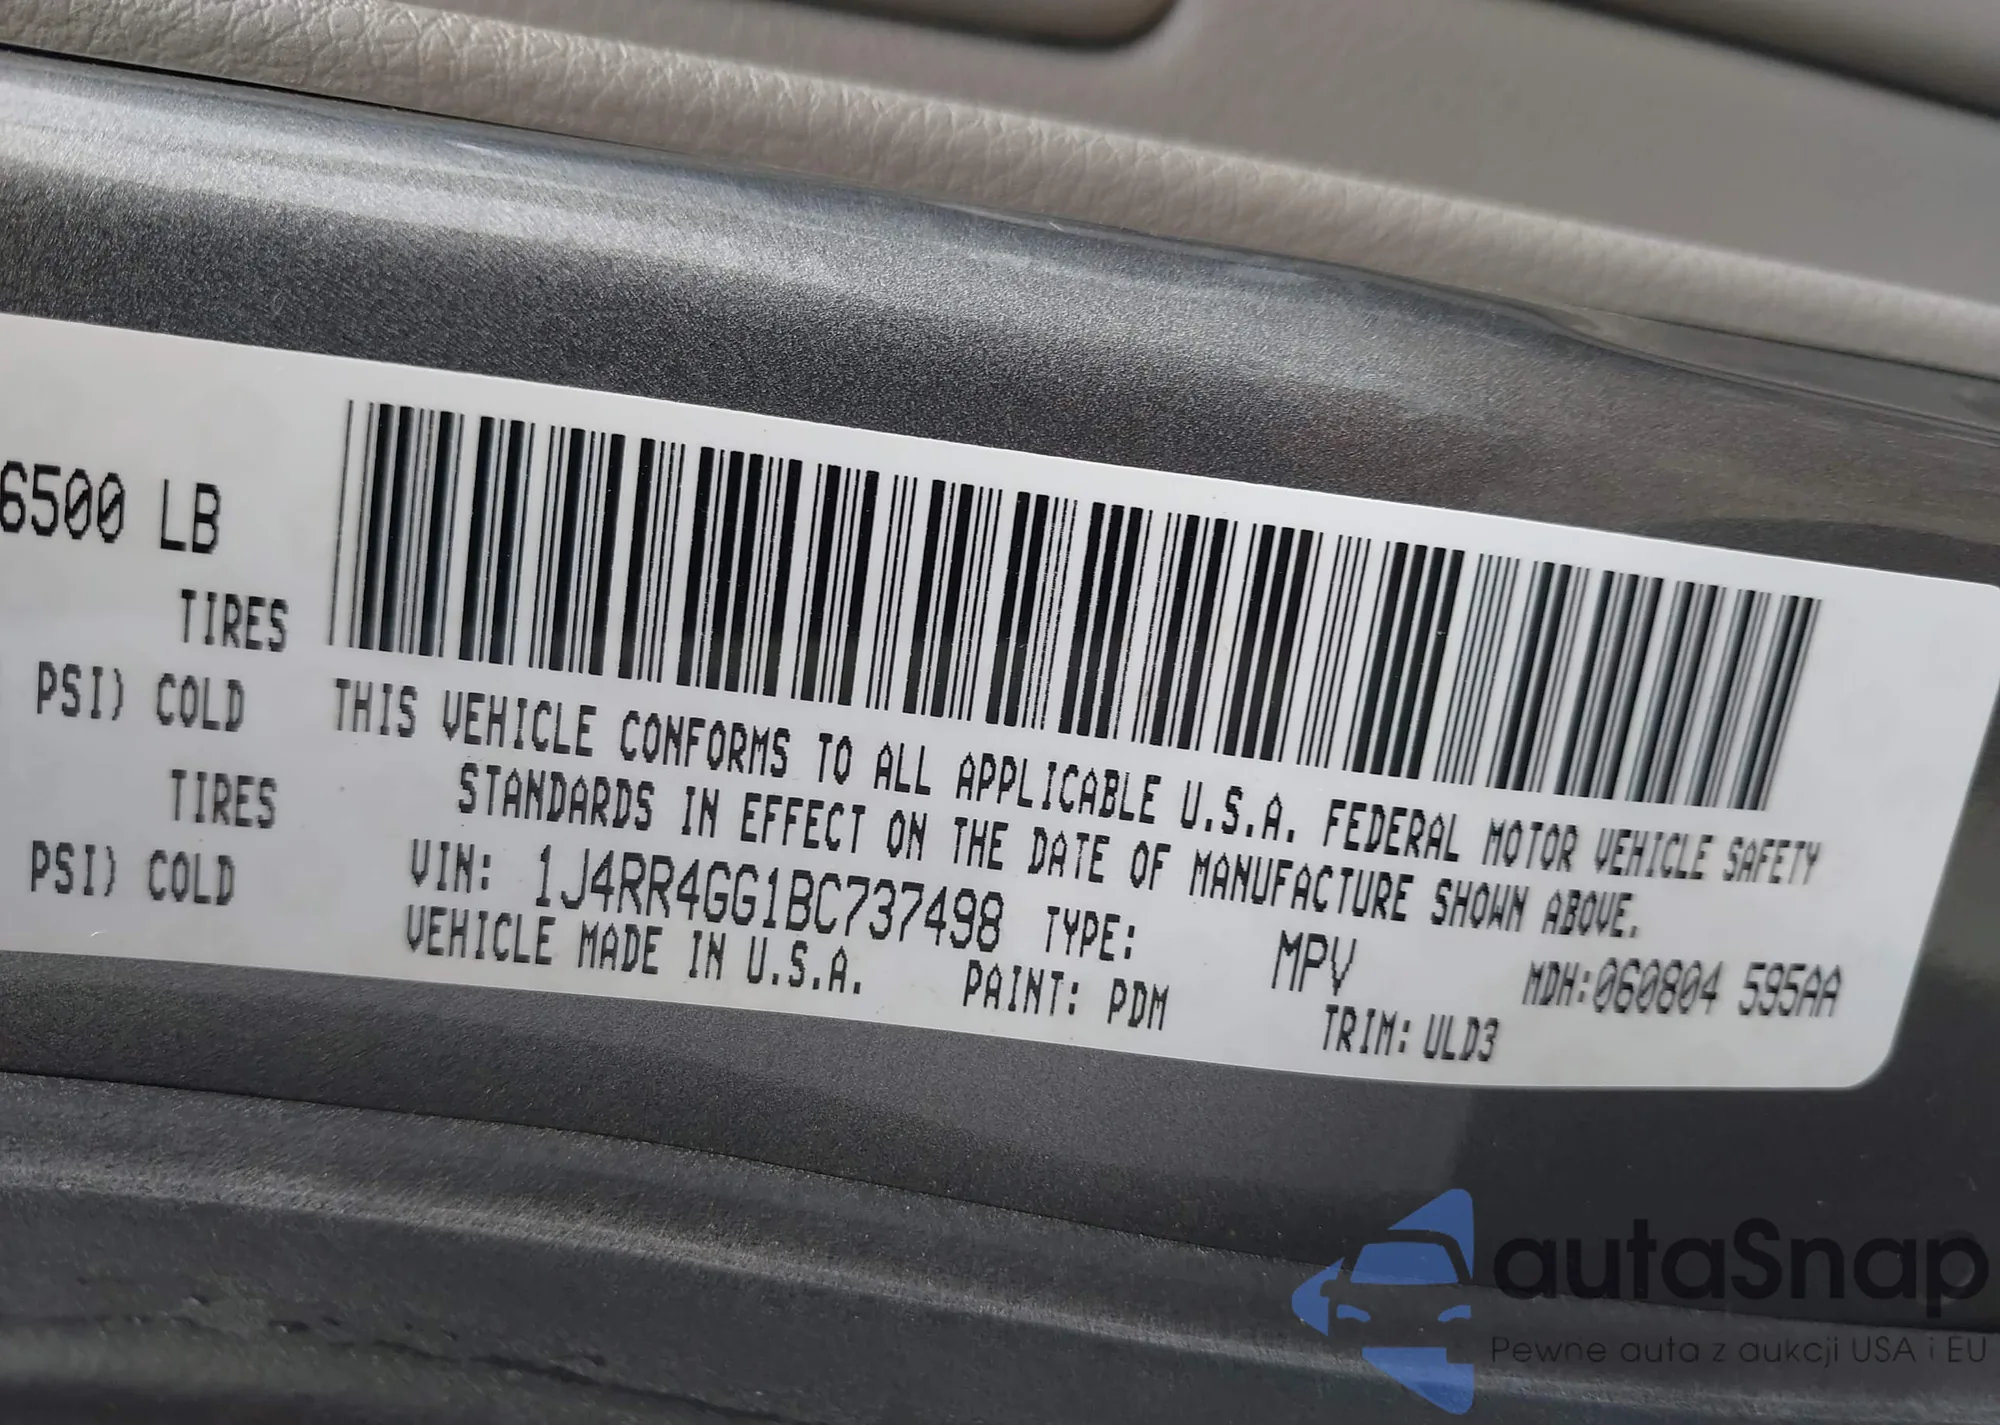 6500 LB
TIRES
PSI) COLD
TIRES
PSI) COLD
THIS VEHICLE CONFORMS TO ALL APPLICABLE U.S.A. FEDERAL MOTOR VEHICLE SAFETY
STANDARDS IN EFFECT ON THE DATE OF MANUFACTURE SHOWN ABOVE.
VIN: 1J4RR4GG1BC737498 TYPE: MPV MDH:060804 595AA
VEHICLE MADE IN U.S.A. PAINT: PDM TRIM: ULD3
autaSnap
Pewne auta z aukcji USA i EU